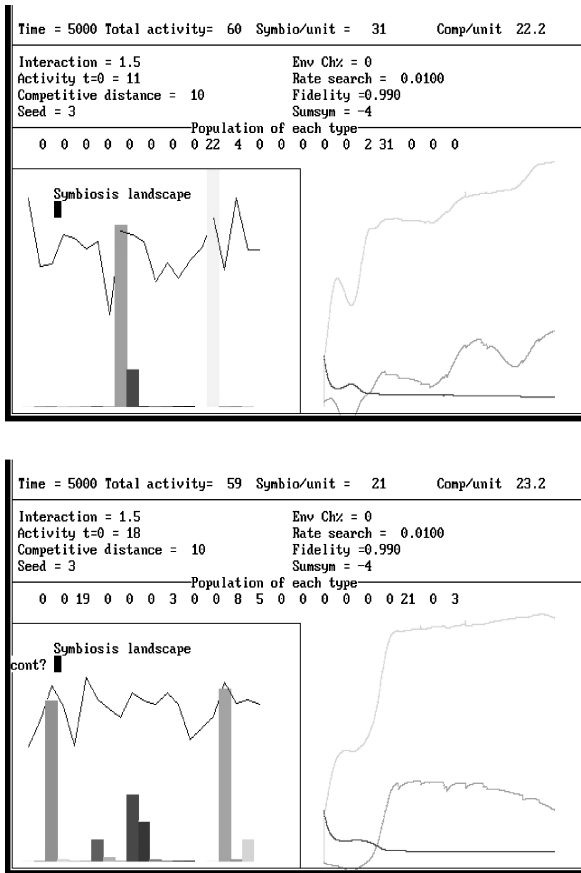 Time = 5000 Total activity= 60 Symbio/unit = 31 Comp/unit 22.2
Interaction = 1.5 Env Ch% = 0
Activity t=0 = 11 Rate search = 0.0100
Competitive distance = 10 Fidelity =0.990
Seed = 3 Sumsym = -4
Population of each type
0 0 0 0 0 0 0 0 22 4 0 0 0 0 0 2 31 0 0 0
Symbiosis landscape
Time = 5000 Total activity= 59 Symbio/unit = 21 Comp/unit 23.2
Interaction = 1.5 Env Ch% = 0
Activity t=0 = 18 Rate search = 0.0100
Competitive distance = 10 Fidelity =0.990
Seed = 3 Sumsym = -4
Population of each type
0 0 19 0 0 0 3 0 0 8 5 0 0 0 0 0 0 21 0 3
Symbiosis landscape
cont?